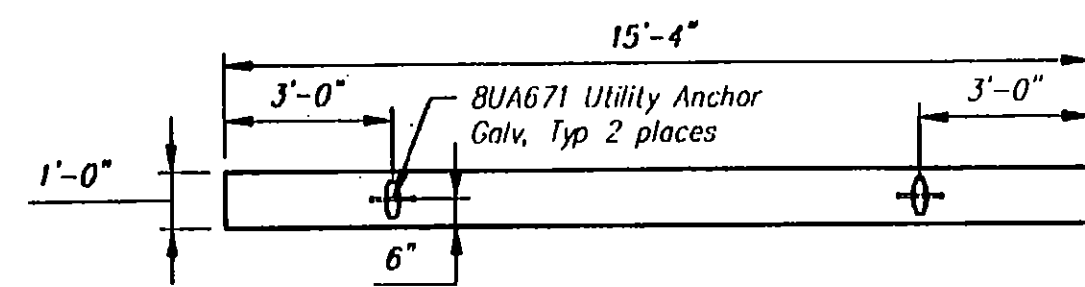 15'-4"
3'-0"
8UA671 Utility Anchor
3'-0"
Galv, Typ 2 places
1'-0"
6"